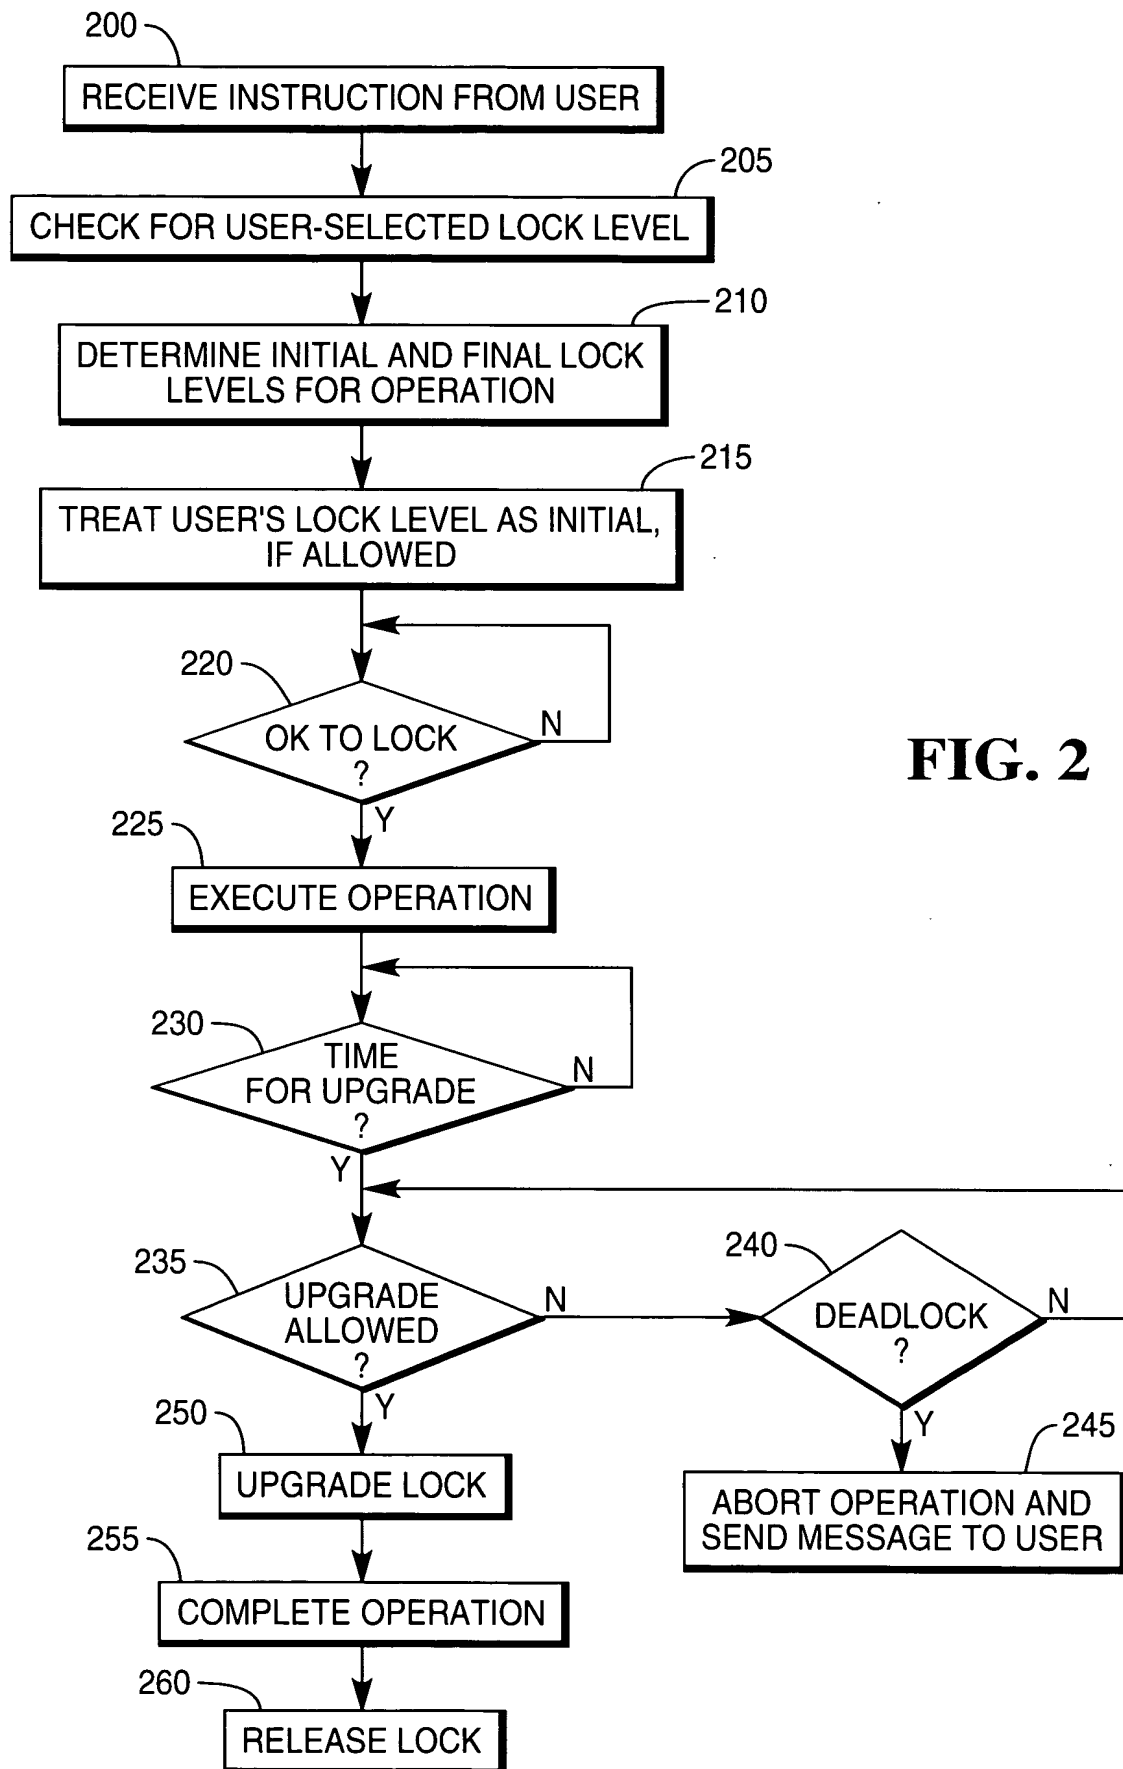 200
RECEIVE INSTRUCTION FROM USER
205
CHECK FOR USER-SELECTED LOCK LEVEL
210
DETERMINE INITIAL AND FINAL LOCK
LEVELS FOR OPERATION
215
TREAT USER'S LOCK LEVEL AS INITIAL,
IF ALLOWED
220
OK TO LOCK
?
N
Y
FIG. 2
225
EXECUTE OPERATION
230
TIME
FOR UPGRADE
?
N
Y
235
UPGRADE
ALLOWED
?
N
Y
240
DEADLOCK
?
N
Y
245
ABORT OPERATION AND
SEND MESSAGE TO USER
250
UPGRADE LOCK
255
COMPLETE OPERATION
260
RELEASE LOCK